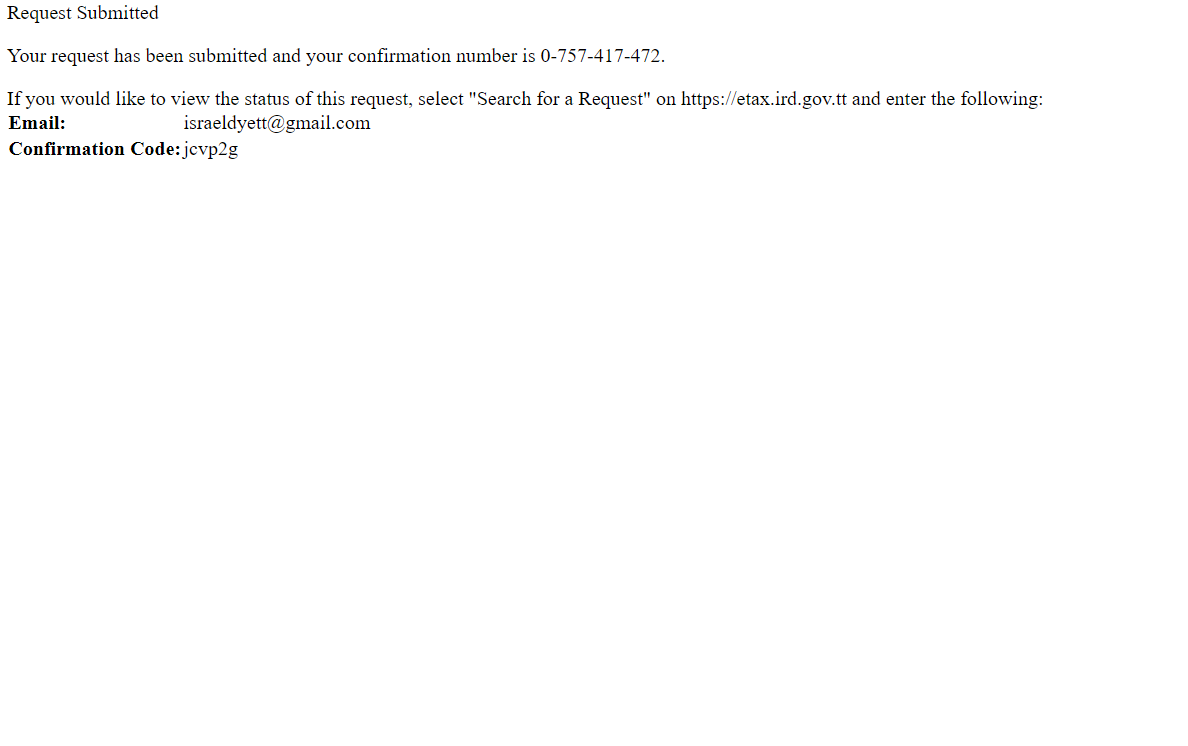 Request Submitted
Your request has been submitted and your confirmation number is 0-757-417-472.
If you would like to view the status of this request, select "Search for a Request" on https://etax.ird.gov.tt and enter the following:
Email: israeldyett@gmail.com
Confirmation Code: jcvp2g